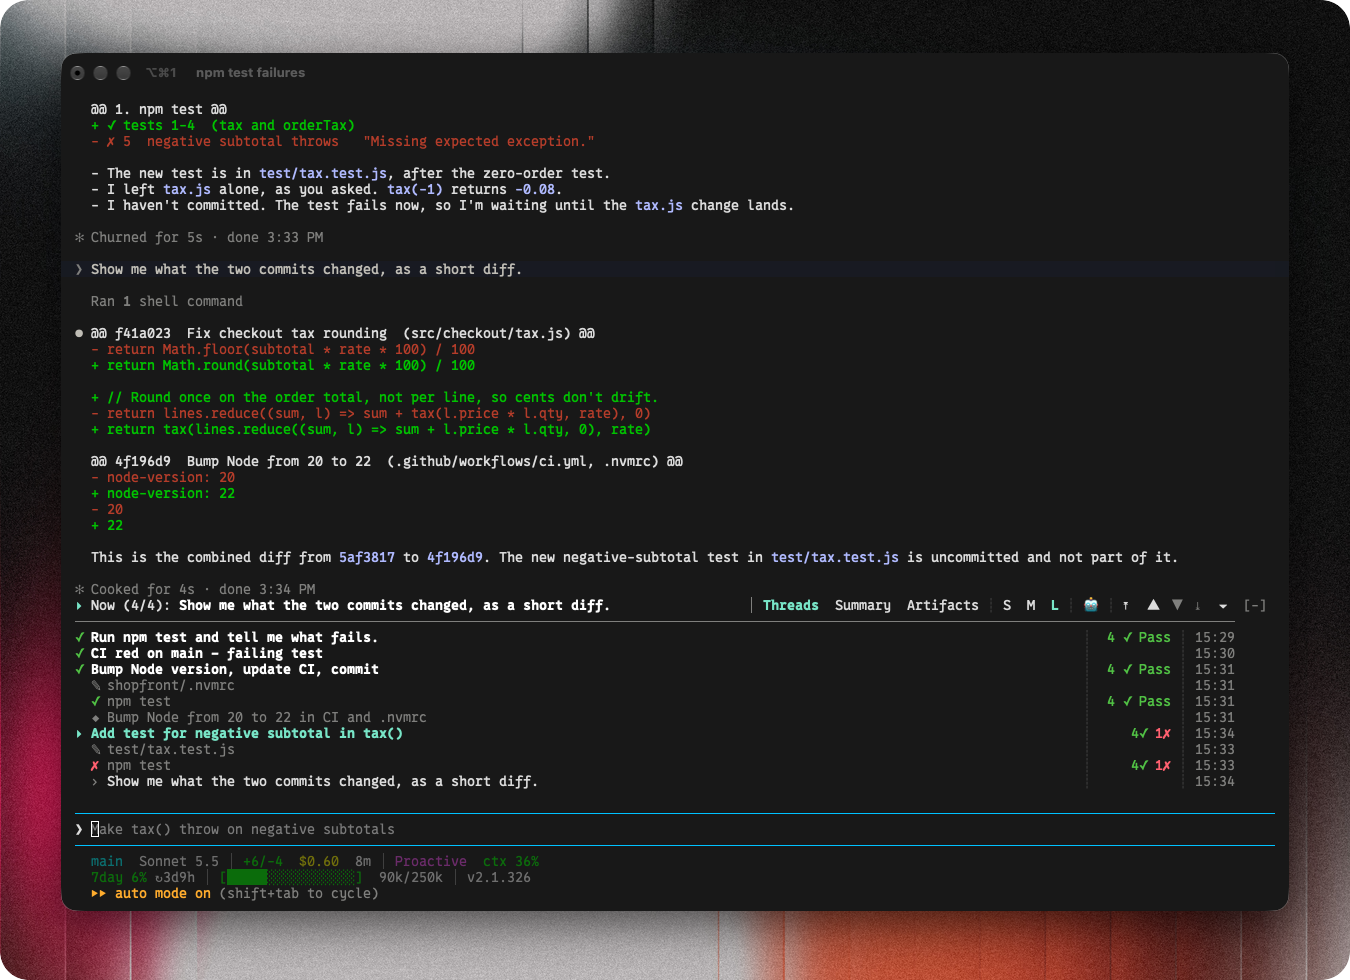 ⌥⌘1 npm test failures
@@ 1. npm test @@
+ ✓ tests 1-4 (tax and orderTax)
- ✗ 5 negative subtotal throws "Missing expected exception."
- The new test is in test/tax.test.js, after the zero-order test.
- I left tax.js alone, as you asked. tax(-1) returns -0.08.
- I haven't committed. The test fails now, so I'm waiting until the tax.js change lands.
✻ Churned for 5s · done 3:33 PM
❯ Show me what the two commits changed, as a short diff.
Ran 1 shell command
● @@ f41a023 Fix checkout tax rounding (src/checkout/tax.js) @@
- return Math.floor(subtotal * rate * 100) / 100
+ return Math.round(subtotal * rate * 100) / 100
+ // Round once on the order total, not per line, so cents don't drift.
- return lines.reduce((sum, l) => sum + tax(l.price * l.qty, rate), 0)
+ return tax(lines.reduce((sum, l) => sum + l.price * l.qty, 0), rate)
@@ 4f196d9 Bump Node from 20 to 22 (.github/workflows/ci.yml, .nvmrc) @@
- node-version: 20
+ node-version: 22
- 20
+ 22
This is the combined diff from 5af3817 to 4f196d9. The new negative-subtotal test in test/tax.test.js is uncommitted and not part of it.
✻ Cooked for 4s · done 3:34 PM
▸ Now (4/4): Show me what the two commits changed, as a short diff. │ Threads Summary Artifacts S M L ↑ ▲ ▼ ↓ [-]
✓ Run npm test and tell me what fails. 4 ✓ Pass 15:29
✓ CI red on main - failing test 15:30
✓ Bump Node version, update CI, commit 4 ✓ Pass 15:31
✎ shopfront/.nvmrc 15:31
✓ npm test 4 ✓ Pass 15:31
◆ Bump Node from 20 to 22 in CI and .nvmrc 15:31
▸ Add test for negative subtotal in tax() 4✓ 1✗ 15:34
✎ test/tax.test.js 15:33
✗ npm test 4✓ 1✗ 15:33
› Show me what the two commits changed, as a short diff. 15:34
❯ Make tax() throw on negative subtotals
main Sonnet 5.5 │ +6/-4 $0.60 8m │ Proactive ctx 36%
7day 6% ↻3d9h │ [█████░░░░░░░░░░░] 90k/250k │ v2.1.326
▸▸ auto mode on (shift+tab to cycle)